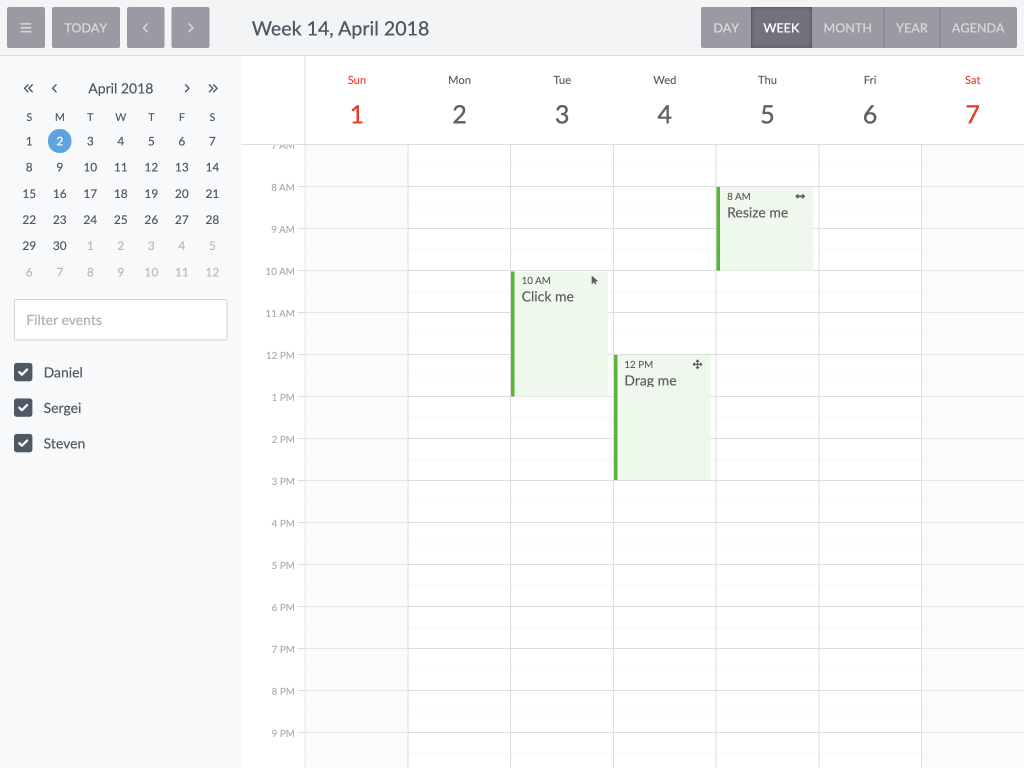 TODAY
Week 14, April 2018
DAY WEEK MONTH YEAR AGENDA
April 2018
S M T W T F S
1 2 3 4 5 6 7
8 9 10 11 12 13 14
15 16 17 18 19 20 21
22 23 24 25 26 27 28
29 30 1 2 3 4 5
6 7 8 9 10 11 12
Filter events
Daniel
Sergei
Steven
Sun Mon Tue Wed Thu Fri Sat
1 2 3 4 5 6 7
7 AM
8 AM
9 AM
10 AM
11 AM
12 PM
1 PM
2 PM
3 PM
4 PM
5 PM
6 PM
7 PM
8 PM
9 PM
10 AM
Click me
12 PM
Drag me
8 AM
Resize me